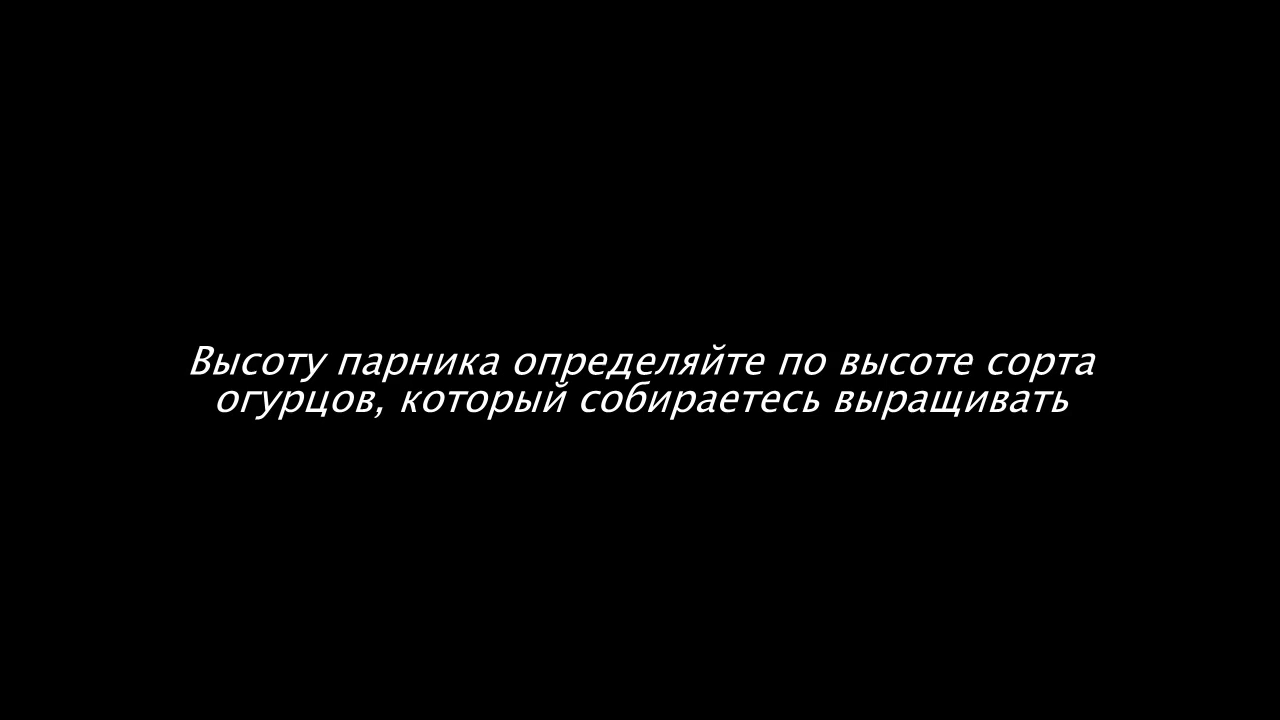 Высоту парника определяйте по высоте сорта
огурцов, который собираетесь выращивать